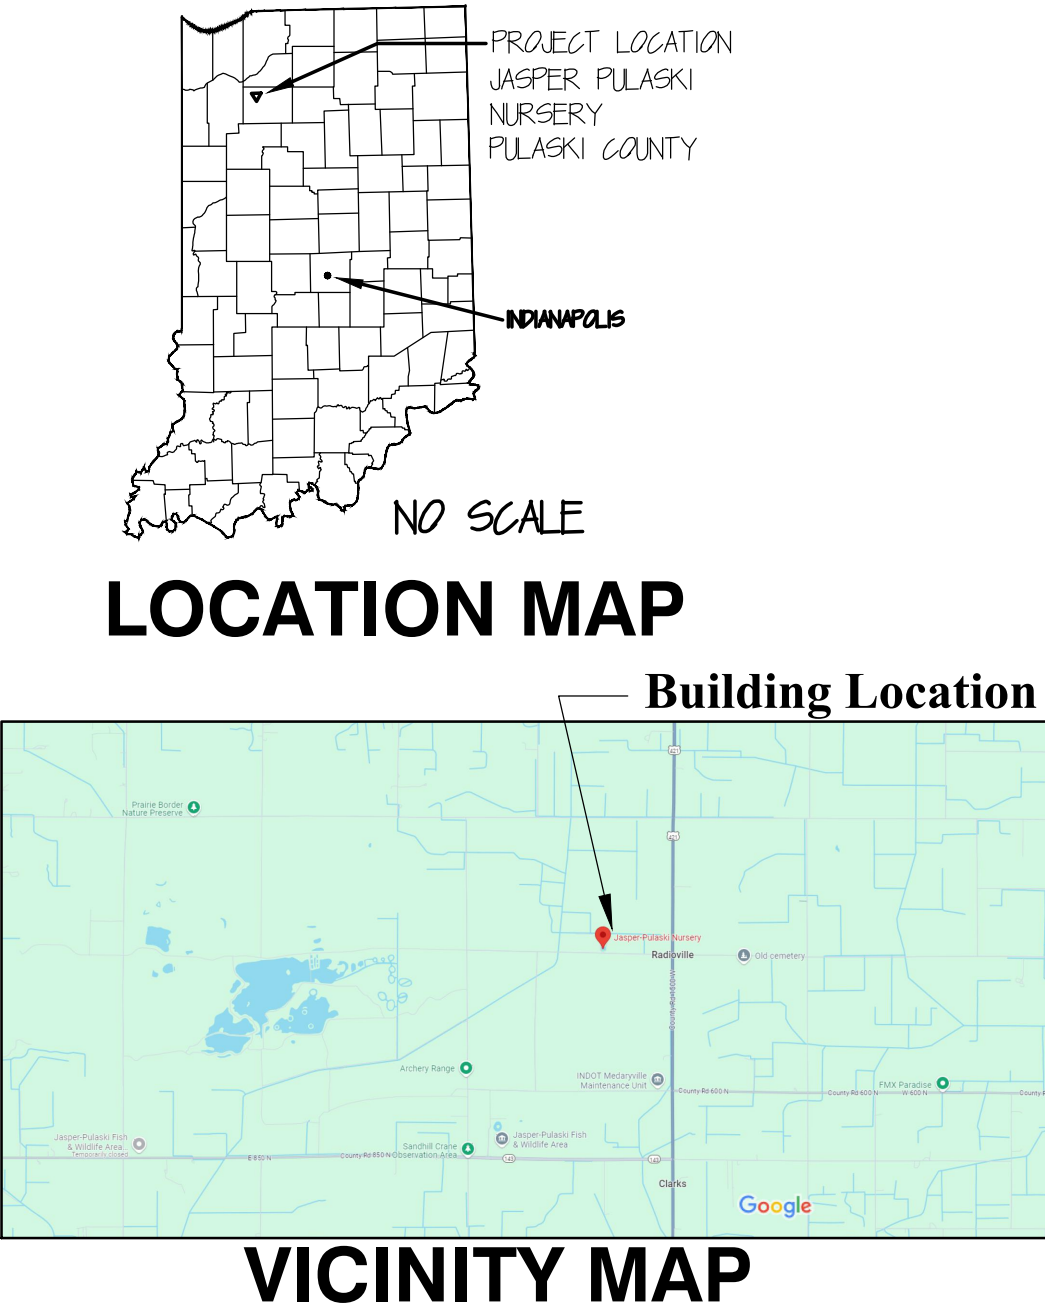 PROJECT LOCATION
JASPER PULASKI
NURSERY
PULASKI COUNTY
INDIANAPOLIS
NO SCALE
LOCATION MAP
Building Location
421
Prairie Border
Nature Preserve
421
Jasper-Pulaski Nursery
Radioville
Old cemetery
Archery Range
INDOT Medaryville
Maintenance Unit
County Rd 600 N
County Rd 600 N
FMX Paradise
W 600 N
Jasper-Pulaski Fish
& Wildlife Area...
Temporarily closed
E 850 N
County Rd 850 N
Sandhill Crane
Observation Area
Jasper-Pulaski Fish
& Wildlife Area
143
143
Clarks
Google
VICINITY MAP